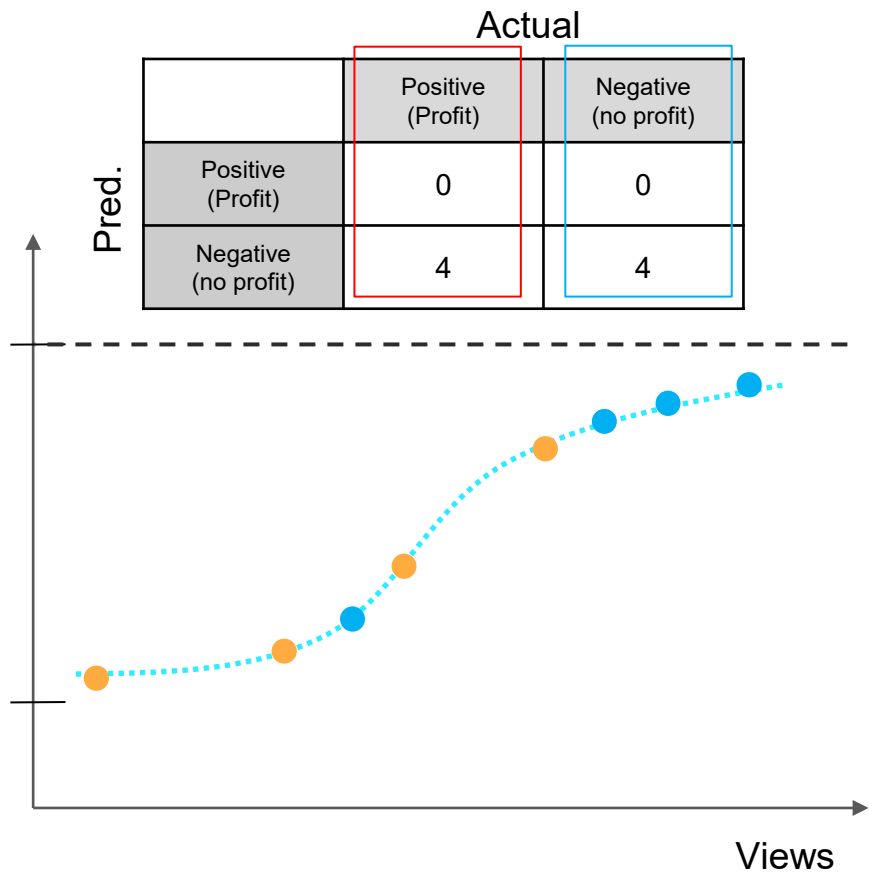 Actual
Positive
(Profit)
Negative
(no profit)
Pred.
Positive
(Profit)
0
0
Negative
(no profit)
4
4
Views